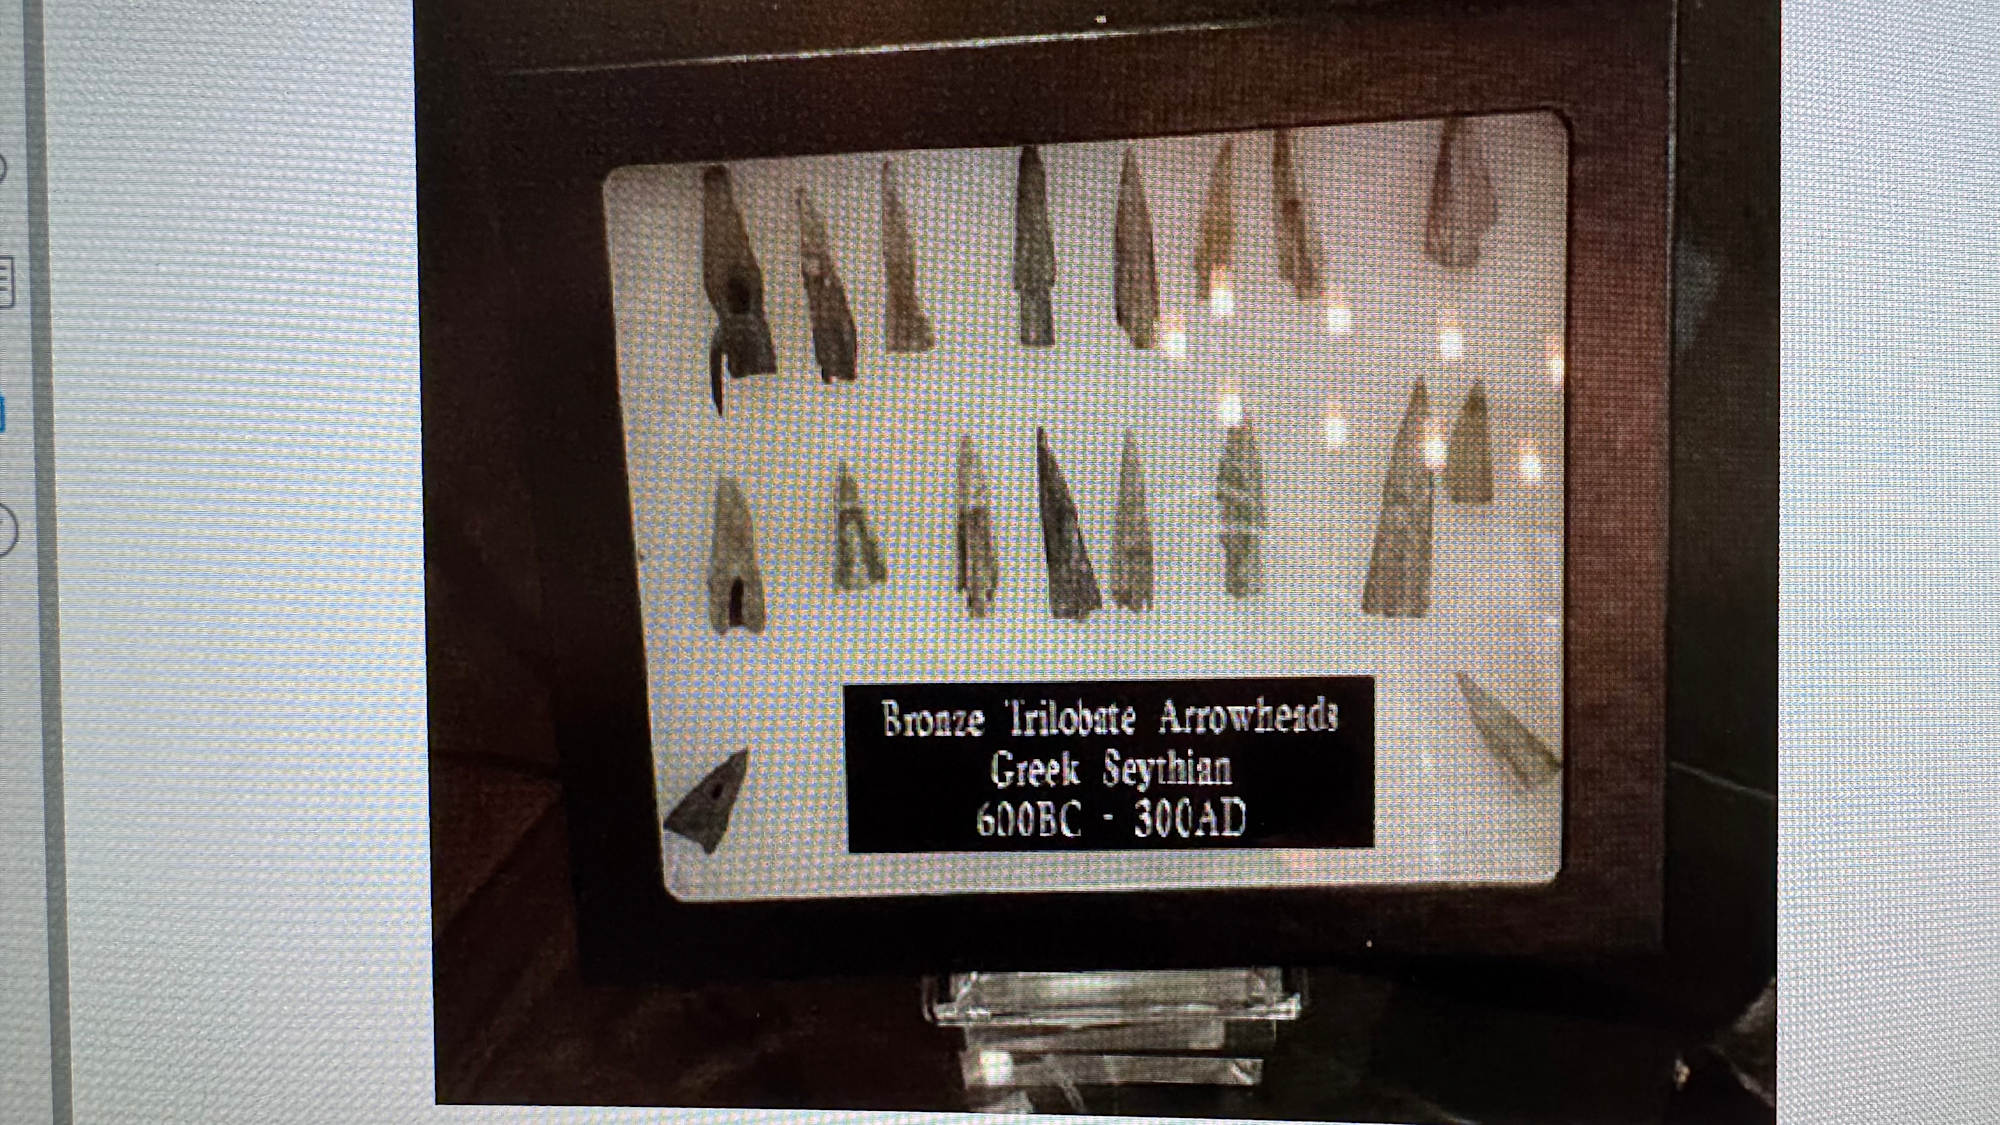 Bronze Trilobate Arrowheads
Greek Seythian
600BC - 300AD